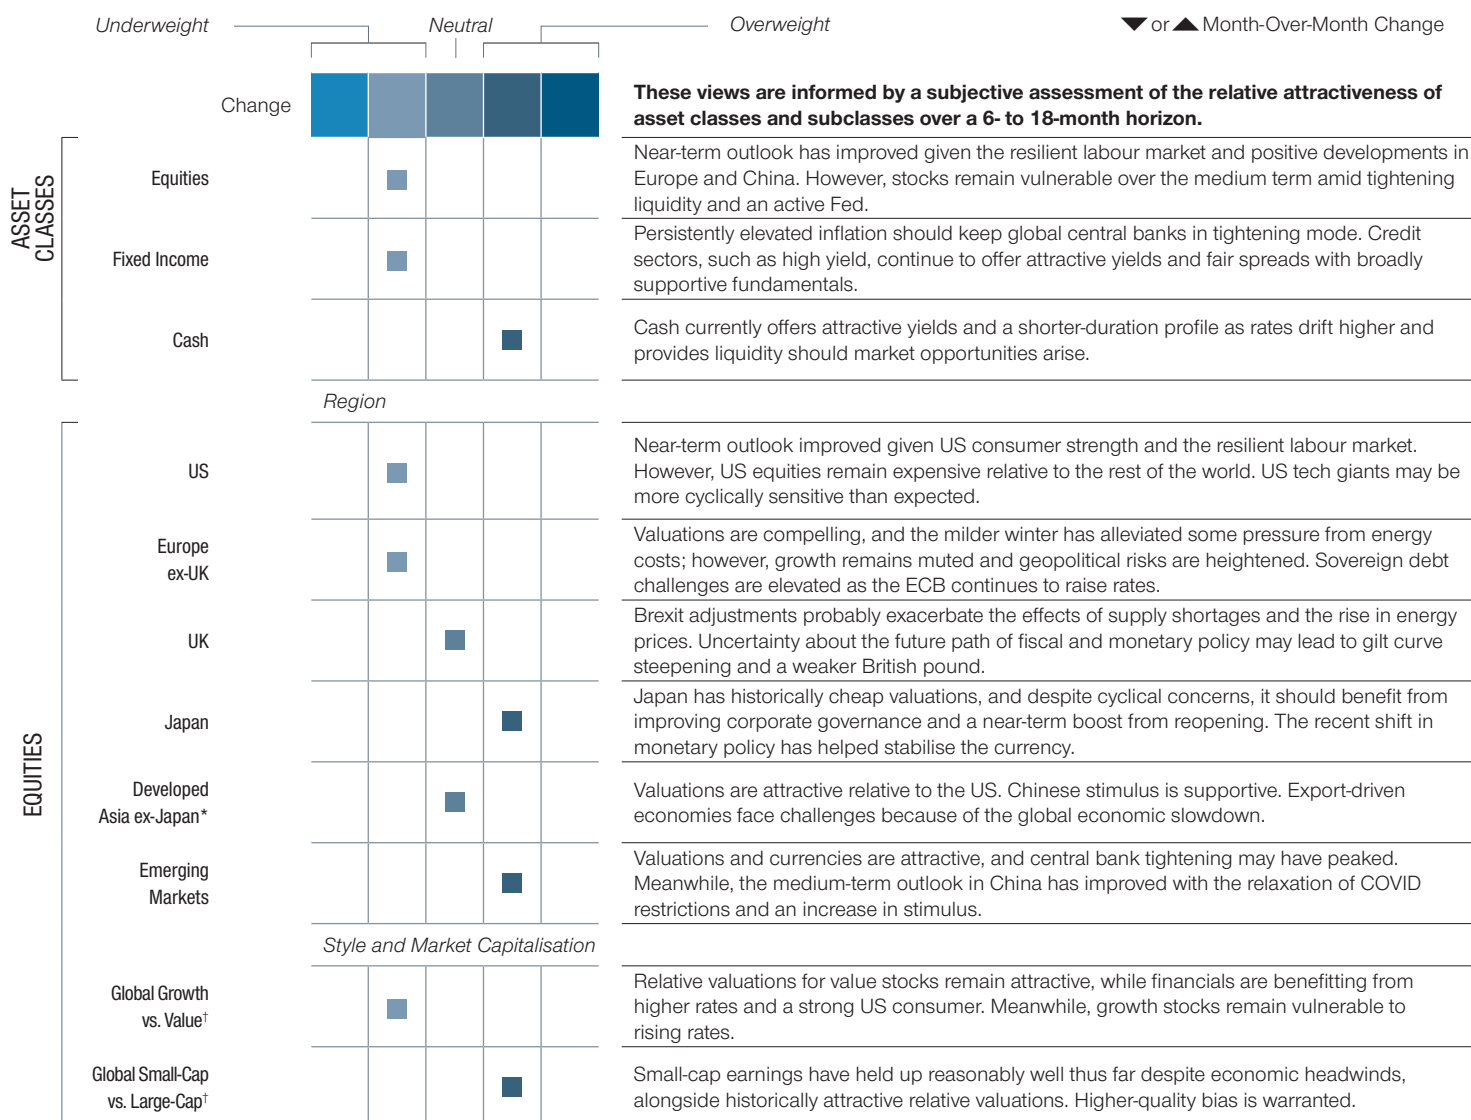 Underweight
Neutral
Overweight
▼ or ▲ Month-Over-Month Change
Change
These views are informed by a subjective assessment of the relative attractiveness of
asset classes and subclasses over a 6- to 18-month horizon.
ASSET
CLASSES
Equities
Near-term outlook has improved given the resilient labour market and positive developments in
Europe and China. However, stocks remain vulnerable over the medium term amid tightening
liquidity and an active Fed.
Fixed Income
Persistently elevated inflation should keep global central banks in tightening mode. Credit
sectors, such as high yield, continue to offer attractive yields and fair spreads with broadly
supportive fundamentals.
Cash
Cash currently offers attractive yields and a shorter-duration profile as rates drift higher and
provides liquidity should market opportunities arise.
Region
EQUITIES
US
Near-term outlook improved given US consumer strength and the resilient labour market.
However, US equities remain expensive relative to the rest of the world. US tech giants may be
more cyclically sensitive than expected.
Europe
ex-UK
Valuations are compelling, and the milder winter has alleviated some pressure from energy
costs; however, growth remains muted and geopolitical risks are heightened. Sovereign debt
challenges are elevated as the ECB continues to raise rates.
UK
Brexit adjustments probably exacerbate the effects of supply shortages and the rise in energy
prices. Uncertainty about the future path of fiscal and monetary policy may lead to gilt curve
steepening and a weaker British pound.
Japan
Japan has historically cheap valuations, and despite cyclical concerns, it should benefit from
improving corporate governance and a near-term boost from reopening. The recent shift in
monetary policy has helped stabilise the currency.
Developed
Asia ex-Japan*
Valuations are attractive relative to the US. Chinese stimulus is supportive. Export-driven
economies face challenges because of the global economic slowdown.
Emerging
Markets
Valuations and currencies are attractive, and central bank tightening may have peaked.
Meanwhile, the medium-term outlook in China has improved with the relaxation of COVID
restrictions and an increase in stimulus.
Style and Market Capitalisation
Global Growth
vs. Value†
Relative valuations for value stocks remain attractive, while financials are benefitting from
higher rates and a strong US consumer. Meanwhile, growth stocks remain vulnerable to
rising rates.
Global Small-Cap
vs. Large-Cap†
Small-cap earnings have held up reasonably well thus far despite economic headwinds,
alongside historically attractive relative valuations. Higher-quality bias is warranted.